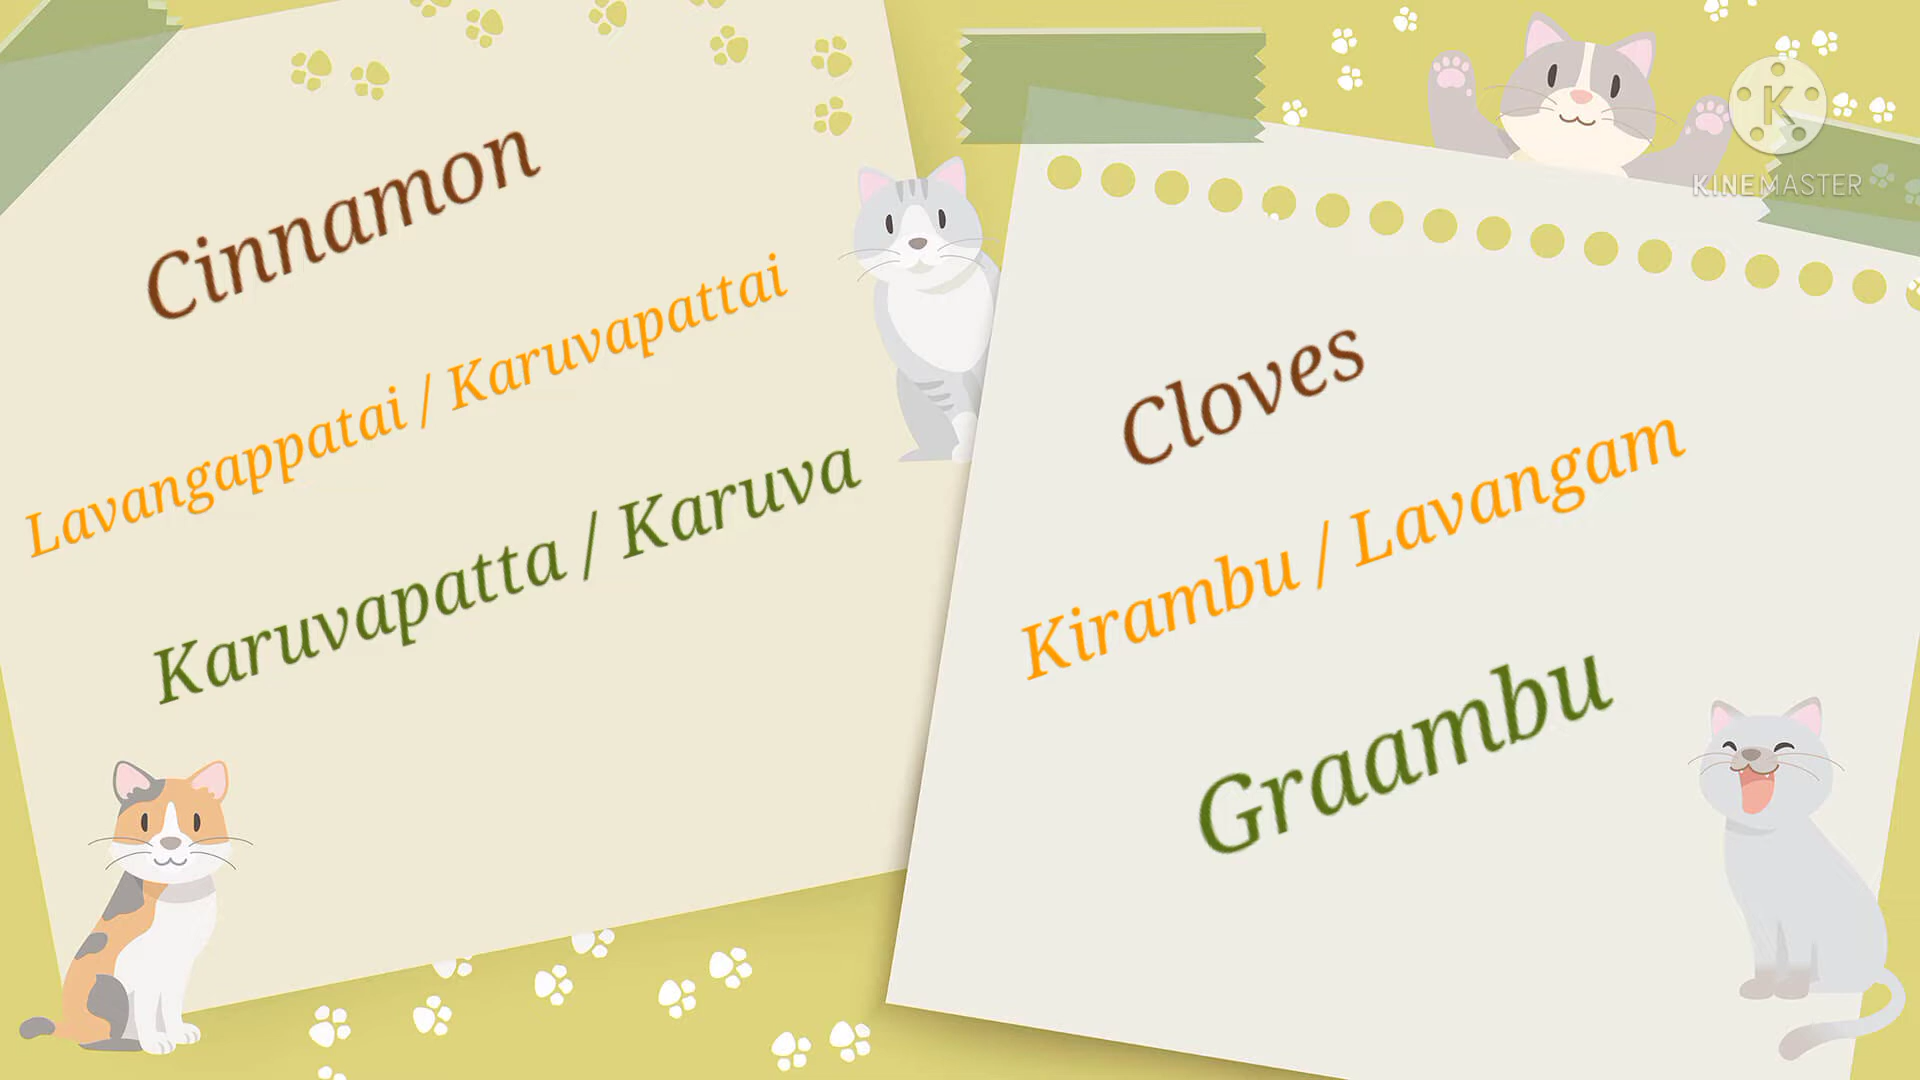 Cinnamon
Lavangappatai / Karuvapattai
Karuvapatta / Karuva
Cloves
Kirambu / Lavangam
Graambu
K
KINEMASTER